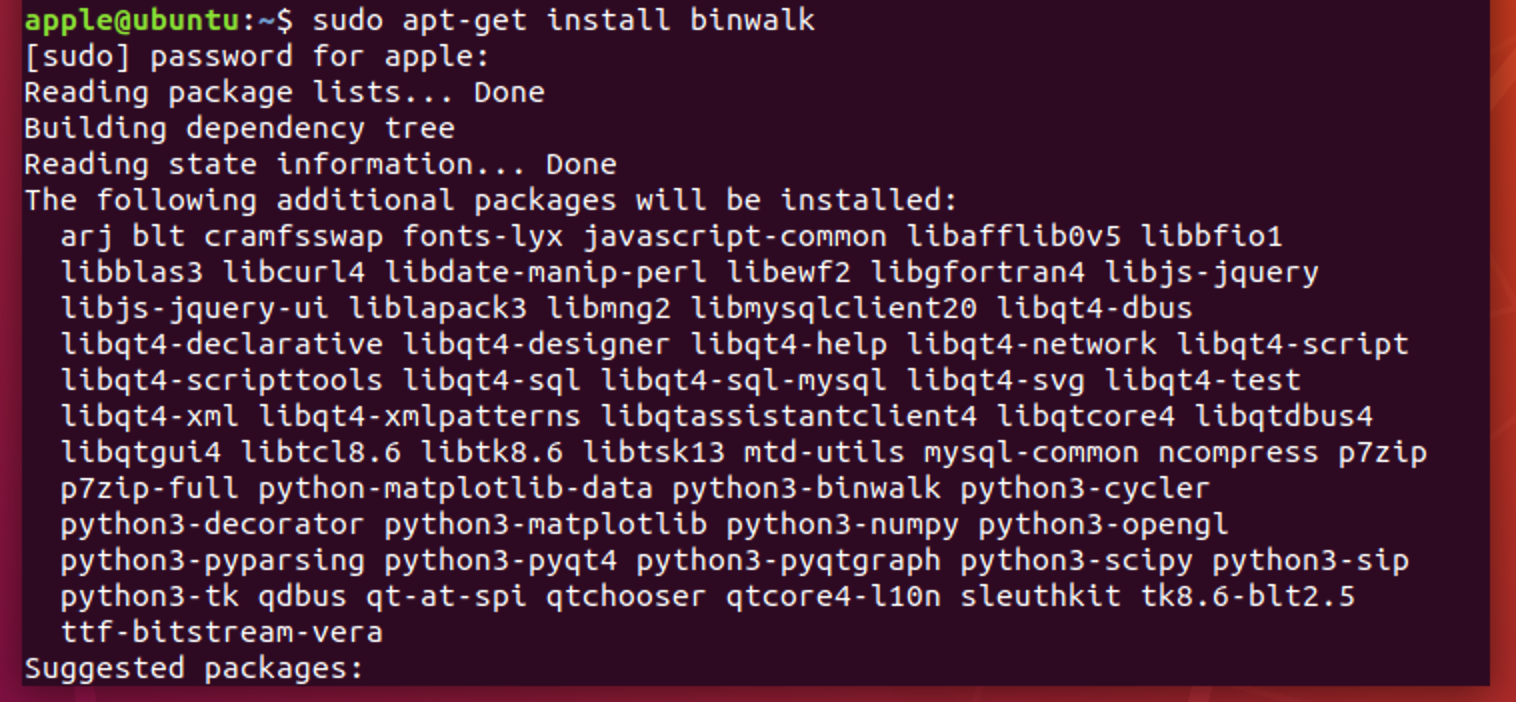 apple@ubuntu:~$ sudo apt-get install binwalk
[sudo] password for apple:
Reading package lists... Done
Building dependency tree
Reading state information... Done
The following additional packages will be installed:
  arj blt cramfsswap fonts-lyx javascript-common libafflib0v5 libbfio1
  libblas3 libcurl4 libdate-manip-perl libewf2 libgfortran4 libjs-jquery
  libjs-jquery-ui liblapack3 libmng2 libmysqlclient20 libqt4-dbus
  libqt4-declarative libqt4-designer libqt4-help libqt4-network libqt4-script
  libqt4-scripttools libqt4-sql libqt4-sql-mysql libqt4-svg libqt4-test
  libqt4-xml libqt4-xmlpatterns libqtassistantclient4 libqtcore4 libqtdbus4
  libqtgui4 libtcl8.6 libtk8.6 libtsk13 mtd-utils mysql-common ncompress p7zip
  p7zip-full python-matplotlib-data python3-binwalk python3-cycler
  python3-decorator python3-matplotlib python3-numpy python3-opengl
  python3-pyparsing python3-pyqt4 python3-pyqtgraph python3-scipy python3-sip
  python3-tk qdbus qt-at-spi qtchooser qtcore4-l10n sleuthkit tk8.6-blt2.5
  ttf-bitstream-vera
Suggested packages: